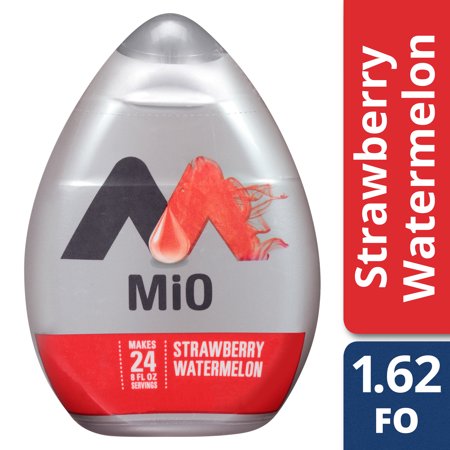 MiO
MAKES
24
8 FL OZ
SERVINGS
STRAWBERRY
WATERMELON
Strawberry
Watermelon
1.62
FO